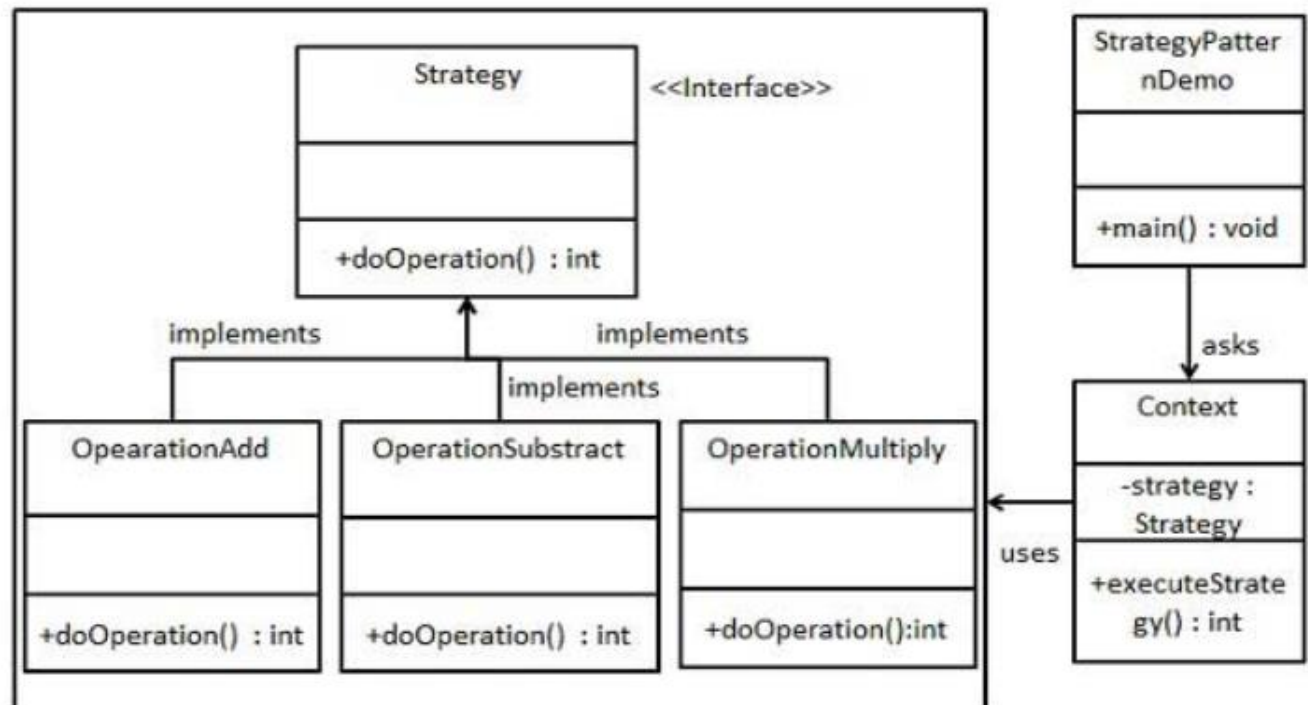 Strategy
<<Interface>>
+doOperation() : int
implements
implements
implements
OpearationAdd
+doOperation() : int
OperationSubstract
+doOperation() : int
OperationMultiply
+doOperation():int
StrategyPatter
nDemo
+main() : void
asks
Context
-strategy :
Strategy
+executeStrate
gy() : int
uses